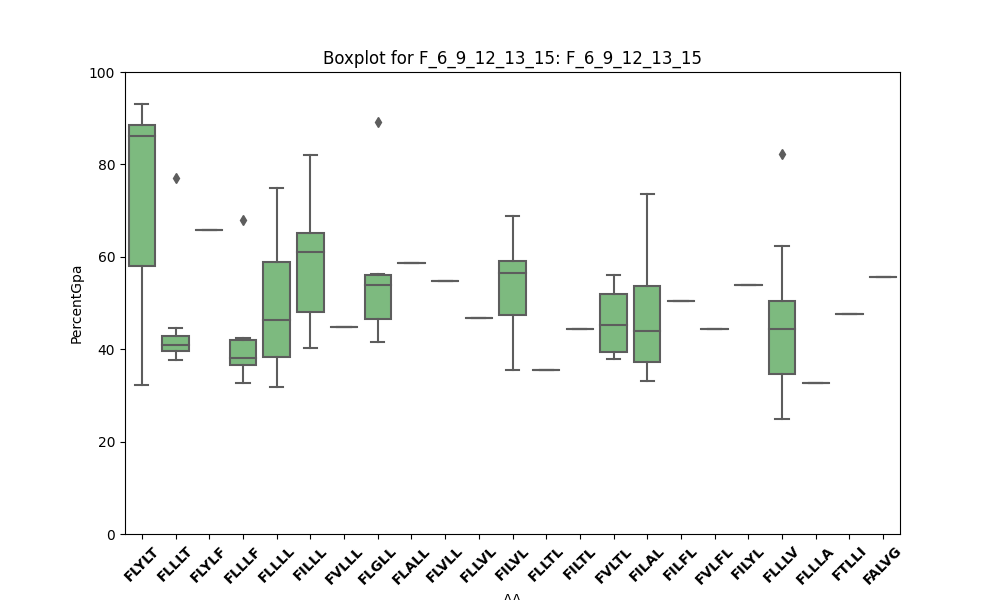 Boxplot for F_6_9_12_13_15: F_6_9_12_13_15
100
80
60
40
20
0
PercentGpa
FLYLT FLLLT FLYLF FLLLF FLLLL FILLL FVLLL FLGLL FLALL FLVLL FLLVL FILVL FLLTL FILTL FVLTL FILAL FILFL FVLFL FILYL FLLLV FLLLA FTLLI FALVG
AA